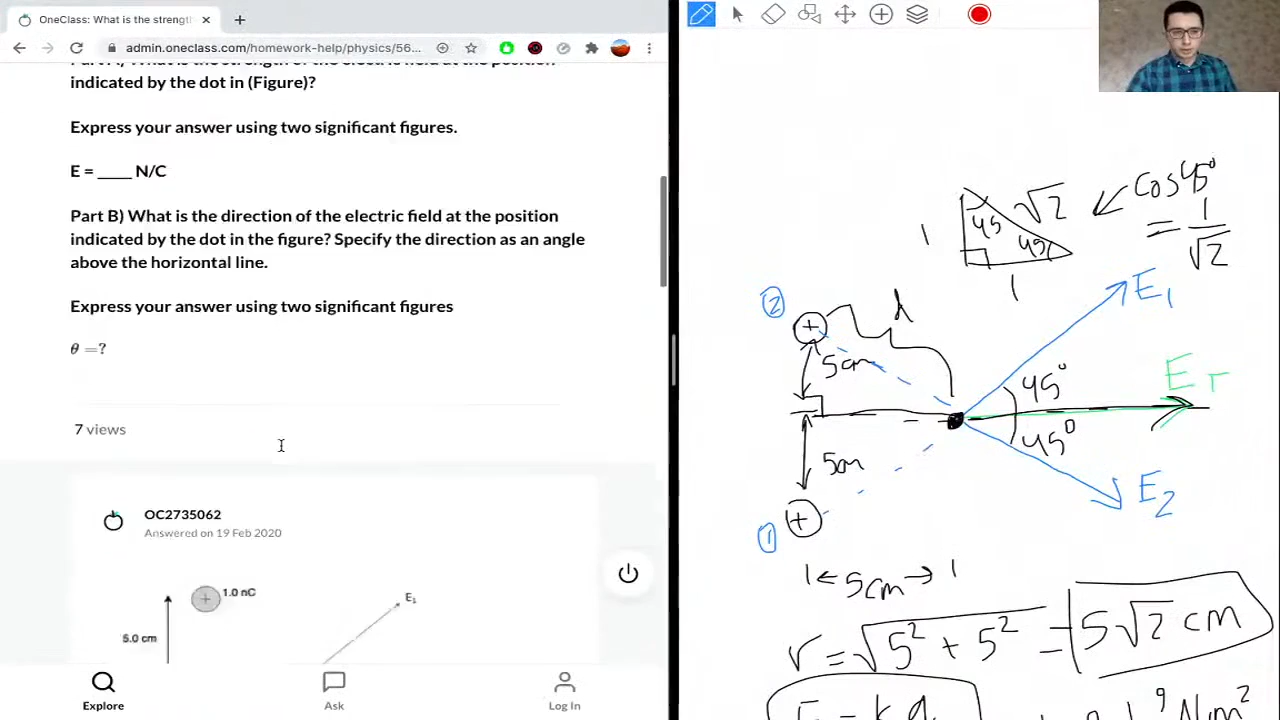 OneClass: What is the strengt
admin.oneclass.com/homework-help/physics/56...
indicated by the dot in (Figure)?
Express your answer using two significant figures.
E = ____ N/C
Part B) What is the direction of the electric field at the position
indicated by the dot in the figure? Specify the direction as an angle
above the horizontal line.
Express your answer using two significant figures
θ =?
7 views
OC2735062
Answered on 19 Feb 2020
1.0 nC
E₁
5.0 cm
Explore
Ask
Log In
cos45°
= 1/√2
45
√2
45
1
1
E₁
2
+
d
5cm
45°
E_T
45°
5cm
E₂
+
1
5cm
r = √5² + 5² = 5√2 cm